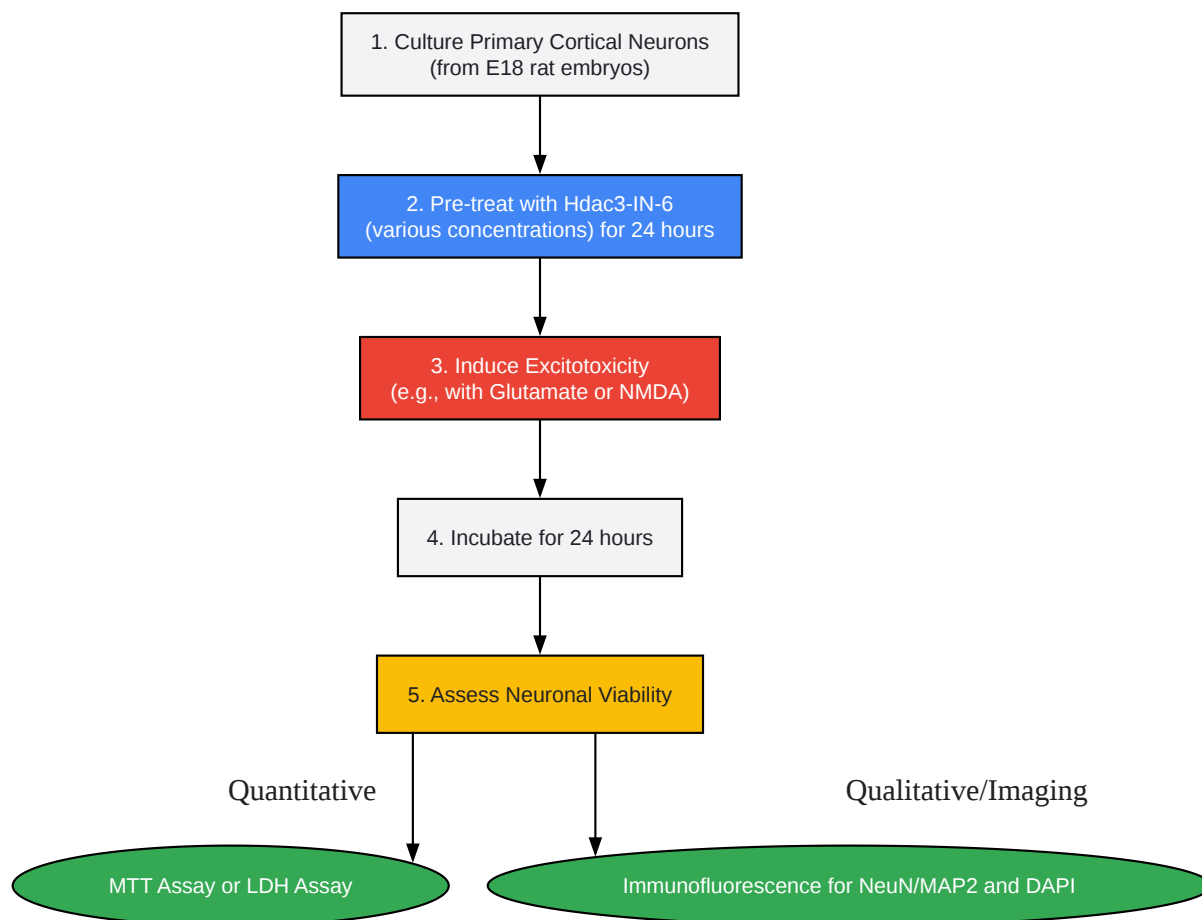 1. Culture Primary Cortical Neurons
(from E18 rat embryos)
2. Pre-treat with Hdac3-IN-6
(various concentrations) for 24 hours
3. Induce Excitotoxicity
(e.g., with Glutamate or NMDA)
4. Incubate for 24 hours
5. Assess Neuronal Viability
Quantitative
Qualitative/Imaging
MTT Assay or LDH Assay
Immunofluorescence for NeuN/MAP2 and DAPI